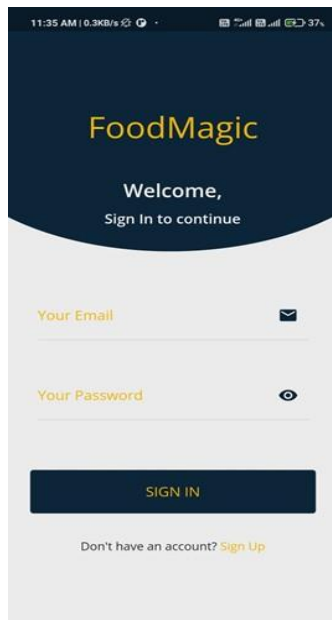 11:35 AM | 0.3KB/s
37%
FoodMagic
Welcome,
Sign In to continue
Your Email
Your Password
SIGN IN
Don't have an account? Sign Up